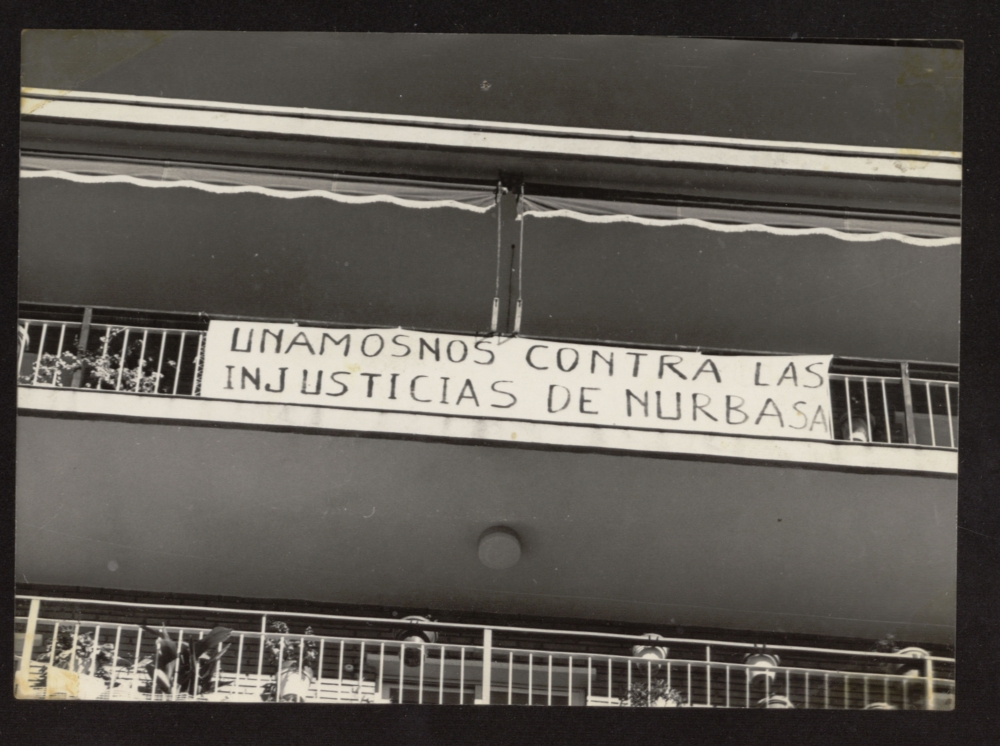 UNAMOSNOS CONTRA LAS
INJUSTICIAS DE NURBASA